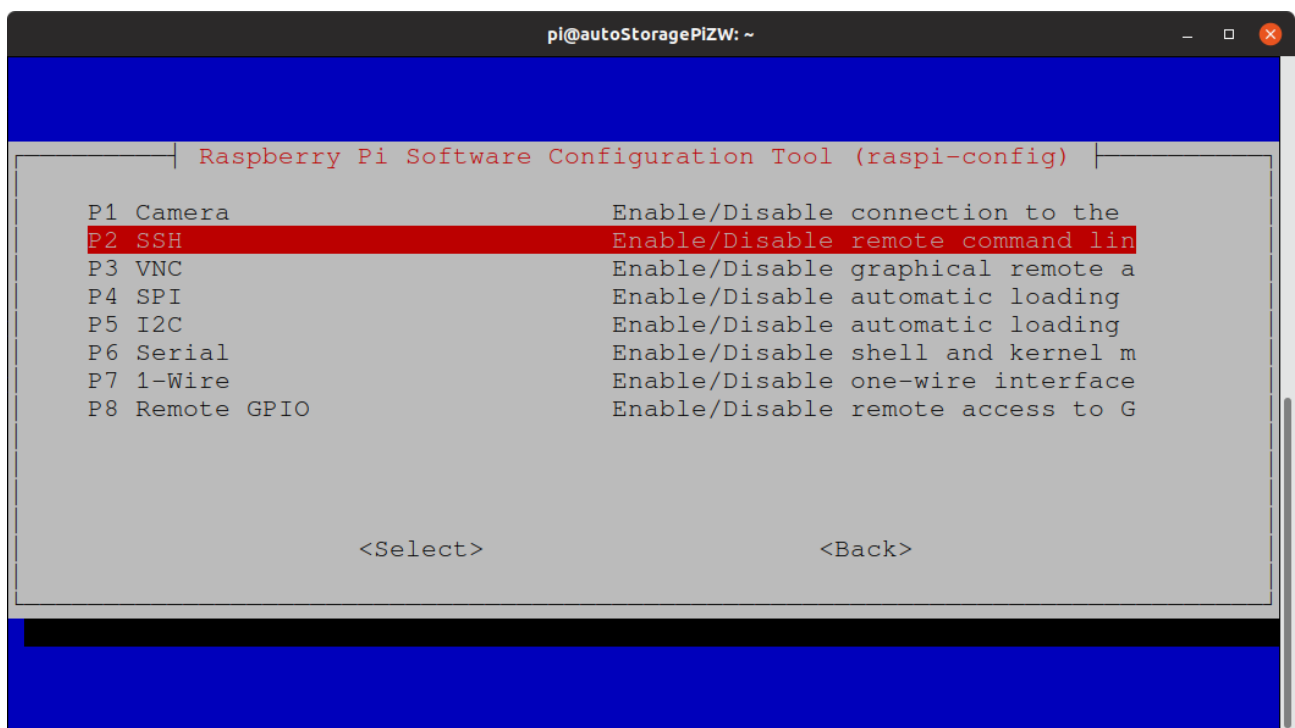 pi@autoStoragePiZW: ~
Raspberry Pi Software Configuration Tool (raspi-config)
P1 Camera Enable/Disable connection to the
P2 SSH Enable/Disable remote command lin
P3 VNC Enable/Disable graphical remote a
P4 SPI Enable/Disable automatic loading
P5 I2C Enable/Disable automatic loading
P6 Serial Enable/Disable shell and kernel m
P7 1-Wire Enable/Disable one-wire interface
P8 Remote GPIO Enable/Disable remote access to G
<Select> <Back>